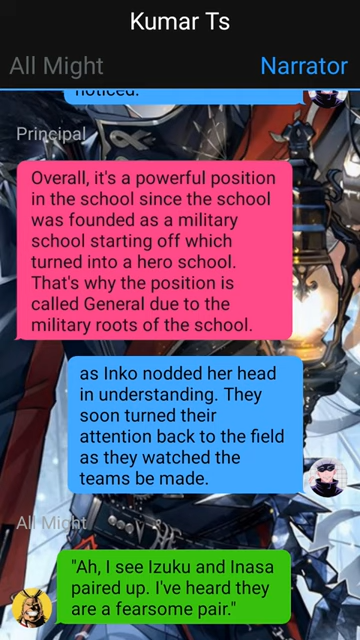 Kumar Ts
All Might
Narrator
noticed.
Principal
Overall, it's a powerful position
in the school since the school
was founded as a military
school starting off which
turned into a hero school.
That's why the position is
called General due to the
military roots of the school.
as Inko nodded her head
in understanding. They
soon turned their
attention back to the field
as they watched the
teams be made.
All Might
"Ah, I see Izuku and Inasa
paired up. I've heard they
are a fearsome pair."